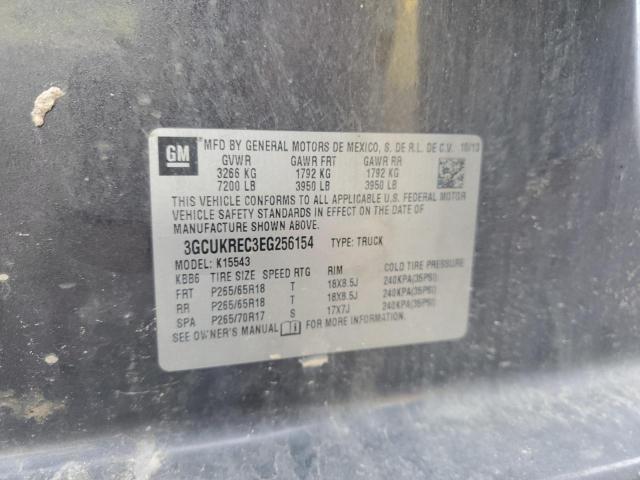 GM
MFD BY GENERAL MOTORS DE MEXICO, S. DE R.L. DE C.V. 10/13
GVWR GAWR FRT GAWR RR
3266 KG 1792 KG 1792 KG
7200 LB 3950 LB 3950 LB
THIS VEHICLE CONFORMS TO ALL APPLICABLE U.S. FEDERAL MOTOR
VEHICLE SAFETY STANDARDS IN EFFECT ON THE DATE OF
MANUFACTURE SHOWN ABOVE.
3GCUKREC3EG256154 TYPE: TRUCK
MODEL: K15543
KBB6 TIRE SIZE SPEED RTG RIM COLD TIRE PRESSURE
FRT P265/65R18 T 18X8.5J 240KPA(35PSI)
RR P265/65R18 T 18X8.5J 240KPA(35PSI)
SPA P265/70R17 S 17X7J 240KPA(35PSI)
SEE OWNER'S MANUAL FOR MORE INFORMATION.